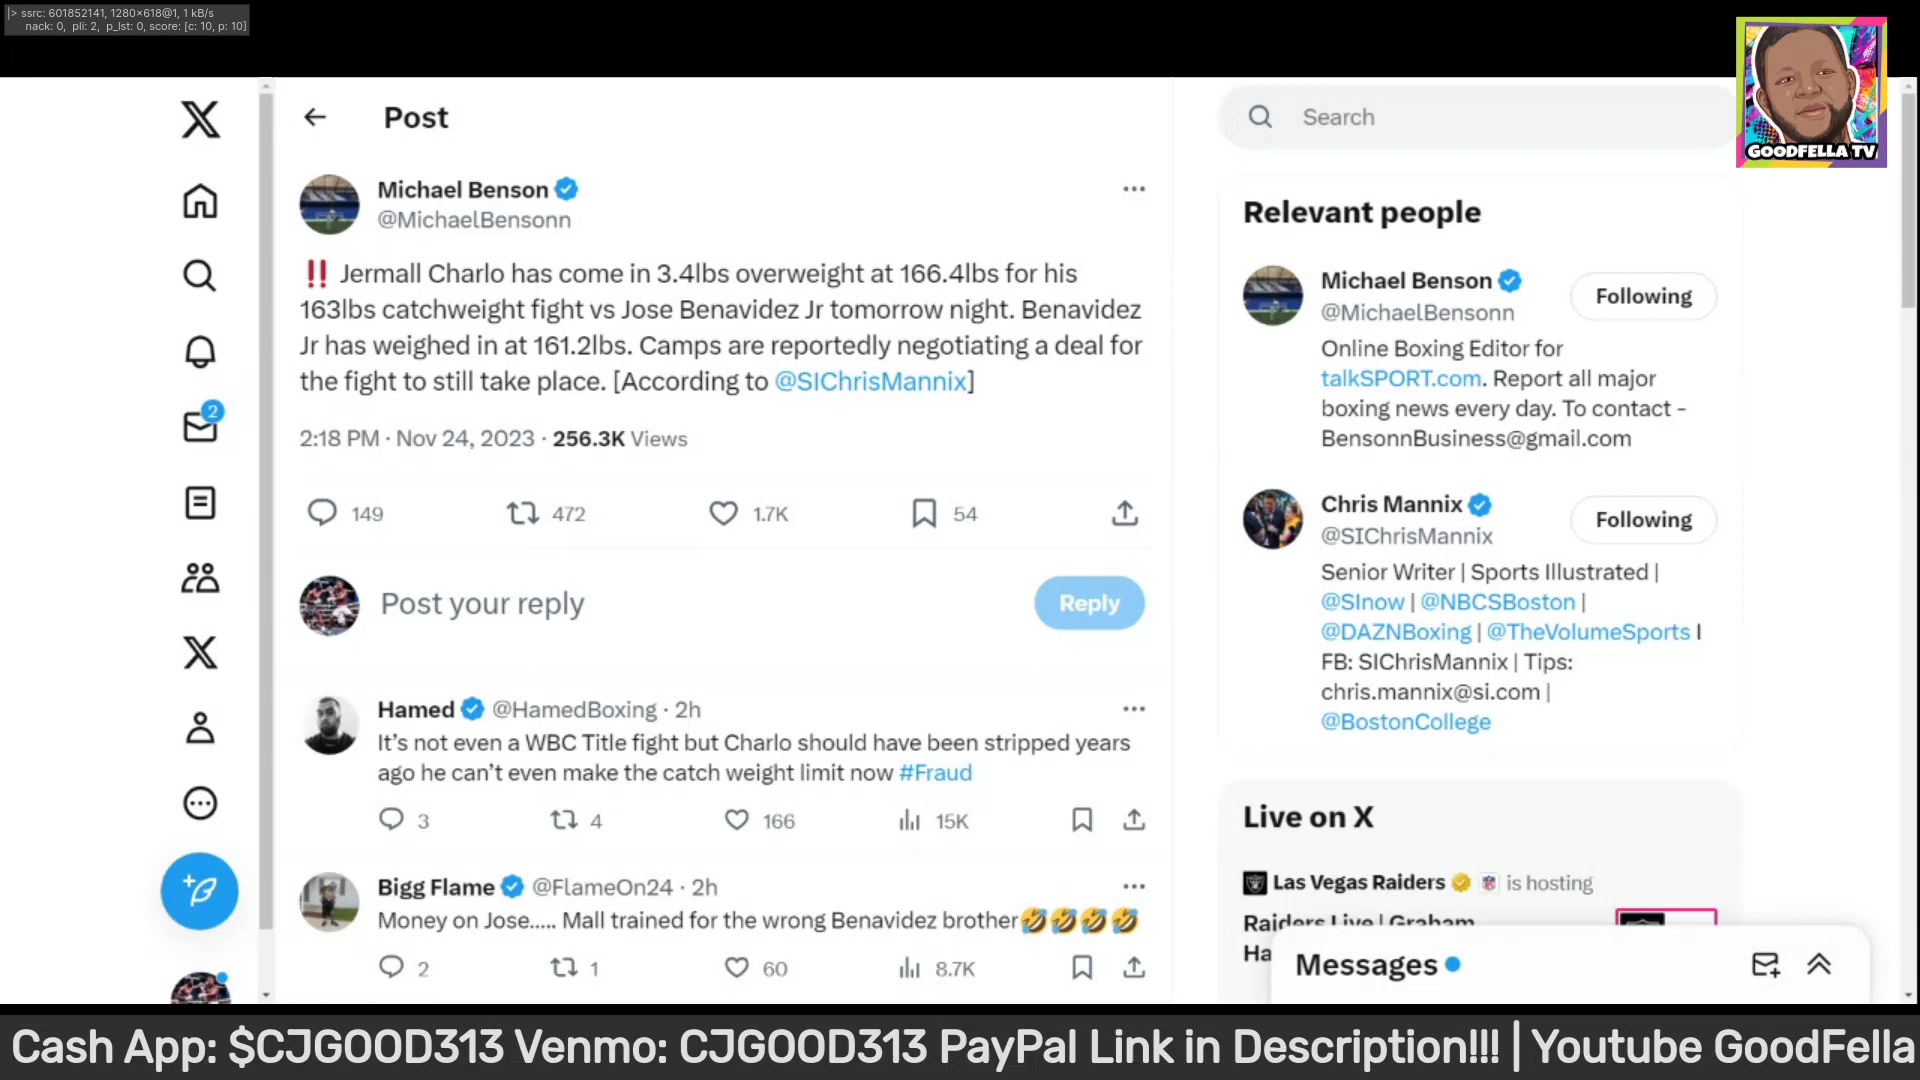 |> ssrc: 601852141, 1280×618@1, 1 kB/s
nack: 0, pli: 2, p_lst: 0, score: [c: 10, p: 10]
GOODFELLA TV
Post
Michael Benson
@MichaelBensonn
‼️ Jermall Charlo has come in 3.4lbs overweight at 166.4lbs for his
163lbs catchweight fight vs Jose Benavidez Jr tomorrow night. Benavidez
Jr has weighed in at 161.2lbs. Camps are reportedly negotiating a deal for
the fight to still take place. [According to @SIChrisMannix]
2:18 PM · Nov 24, 2023 · 256.3K Views
149 472 1.7K 54
Post your reply
Reply
Hamed @HamedBoxing · 2h
It's not even a WBC Title fight but Charlo should have been stripped years
ago he can't even make the catch weight limit now #Fraud
3 4 166 15K
Bigg Flame @FlameOn24 · 2h
Money on Jose..... Mall trained for the wrong Benavidez brother🤣🤣🤣🤣
2 1 60 8.7K
2
Search
Relevant people
Michael Benson
Following
@MichaelBensonn
Online Boxing Editor for
talkSPORT.com. Report all major
boxing news every day. To contact -
BensonnBusiness@gmail.com
Chris Mannix
Following
@SIChrisMannix
Senior Writer | Sports Illustrated |
@SInow | @NBCSBoston |
@DAZNBoxing | @TheVolumeSports I
FB: SIChrisMannix | Tips:
chris.mannix@si.com |
@BostonCollege
Live on X
Las Vegas Raiders is hosting
Raiders Live | Graham
Ha
Messages
Cash App: $CJGOOD313 Venmo: CJGOOD313 PayPal Link in Description!!! | Youtube GoodFella